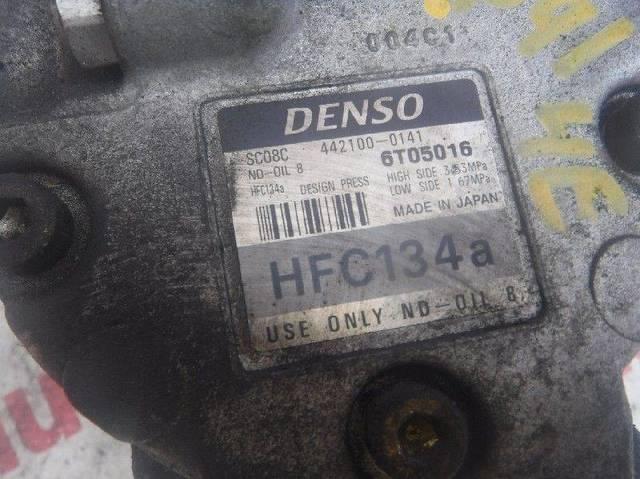 004C1
DENSO
SC08C 442100-0141
ND-OIL 8 6T05016
HFC134a DESIGN PRESS HIGH SIDE 3.53MPa
LOW SIDE 1.67MPa
MADE IN JAPAN
HFC134a
USE ONLY ND-OIL 8